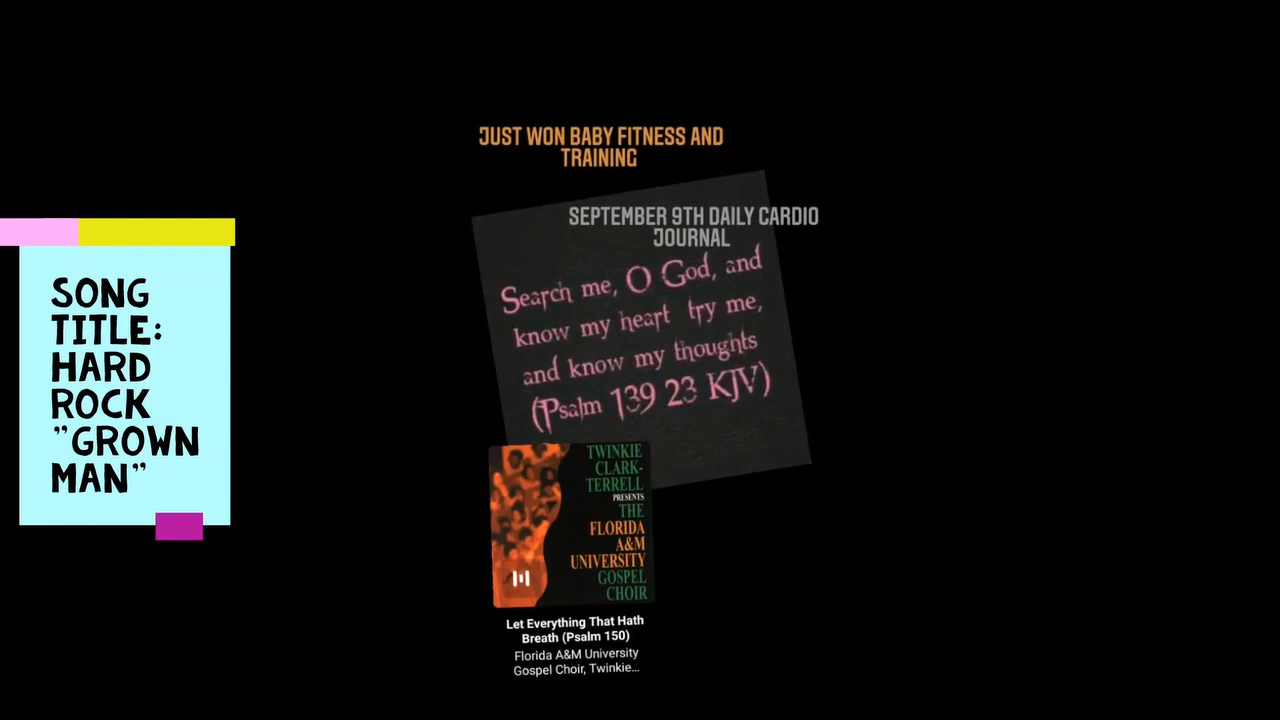 JUST WON BABY FITNESS AND
TRAINING
SEPTEMBER 9TH DAILY CARDIO
JOURNAL
SONG
TITLE:
HARD
ROCK
"GROWN
MAN"
Search me, O God, and
know my heart try me,
and know my thoughts
(Psalm 139 23 KJV)
TWINKIE
CLARK-
TERRELL
PRESENTS
THE
FLORIDA
A&M
UNIVERSITY
GOSPEL
CHOIR
Let Everything That Hath
Breath (Psalm 150)
Florida A&M University
Gospel Choir, Twinkie...